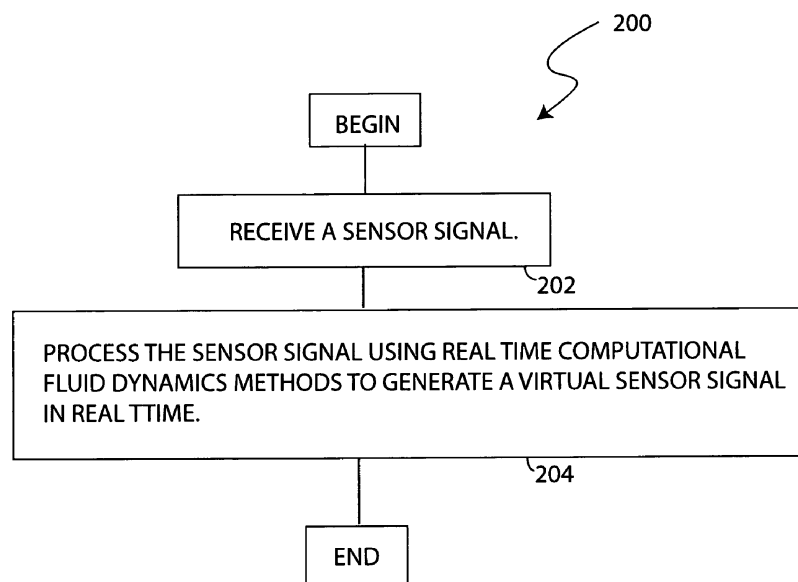 200
BEGIN
RECEIVE A SENSOR SIGNAL.
202
PROCESS THE SENSOR SIGNAL USING REAL TIME COMPUTATIONAL
FLUID DYNAMICS METHODS TO GENERATE A VIRTUAL SENSOR SIGNAL
IN REAL TTIME.
204
END